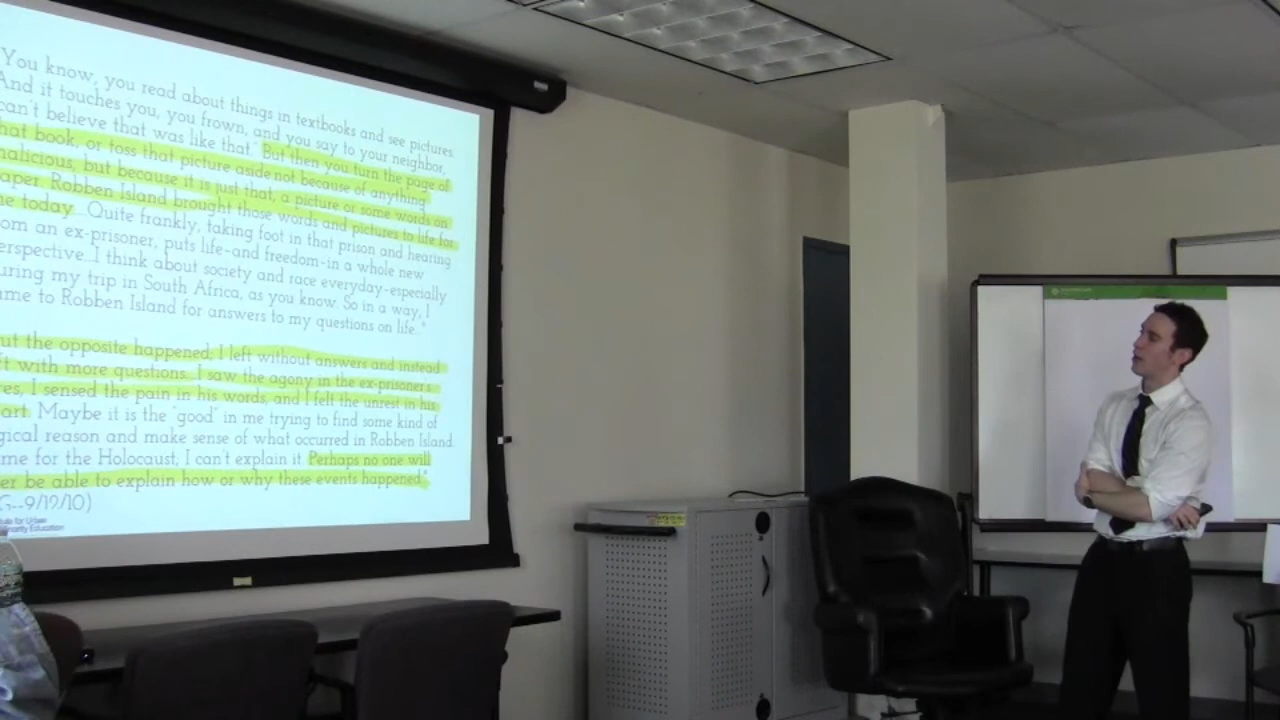 You know, you read about things in textbooks and see pictures.
And it touches you, you frown, and you say to your neighbor,
can't believe that was like that." But then you turn the page of
hat book, or toss that picture aside not because of anything
malicious, but because it is just that, a picture or some words on
aper. Robben Island brought those words and pictures to life for
me today....Quite frankly, taking foot in that prison and hearing
om an ex-prisoner, puts life-and freedom-in a whole new
erspective...I think about society and race everyday-especially
uring my trip in South Africa, as you know. So in a way, I
ame to Robben Island for answers to my questions on life..."
ut the opposite happened; I left without answers and instead
ft with more questions. I saw the agony in the ex-prisoner's
es, I sensed the pain in his words, and I felt the unrest in his
art. Maybe it is the "good" in me trying to find some kind of
gical reason and make sense of what occurred in Robben Island.
me for the Holocaust; I can't explain it. Perhaps no one will
er be able to explain how or why these events happened."
G--9/19/10)
tute for Urban
nority Education